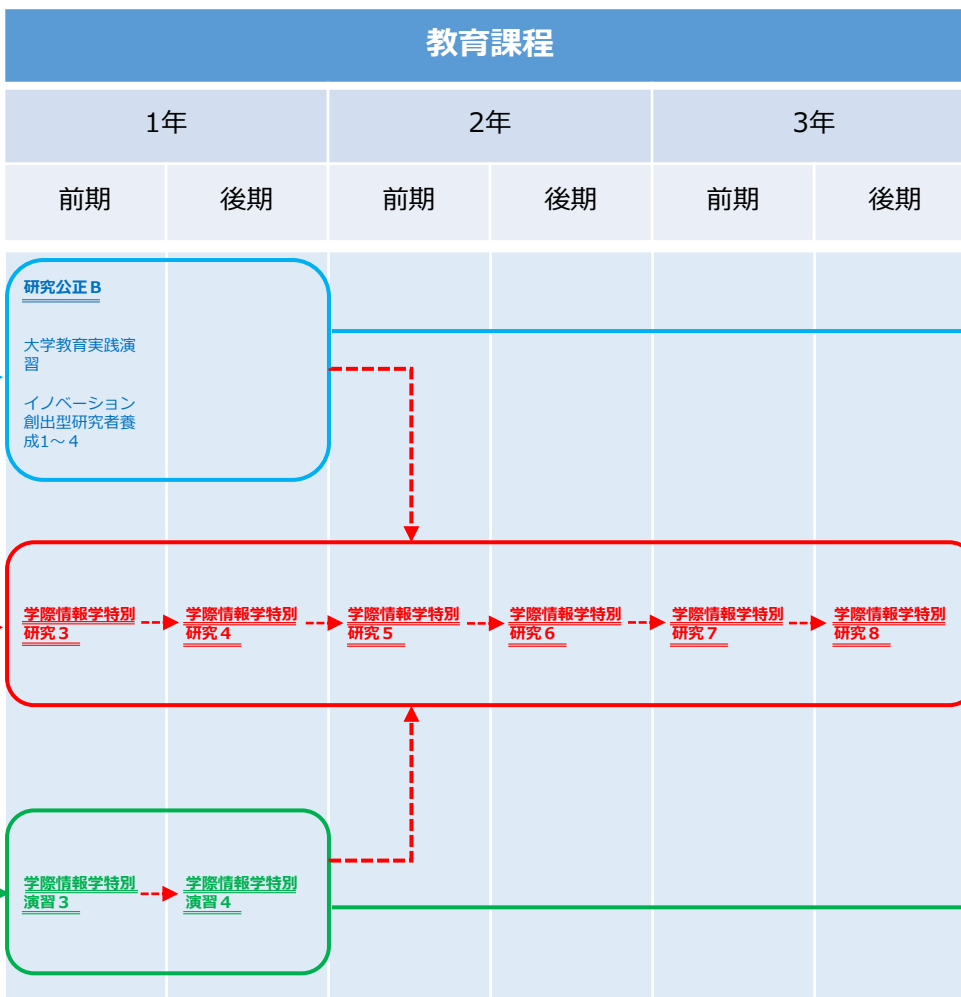 教育課程
1年
2年
3年
前期
後期
前期
後期
前期
後期
研究公正B
大学教育実践演
習
イノベーション
創出型研究者養
成1～4
学際情報学特別
研究3
学際情報学特別
研究4
学際情報学特別
研究5
学際情報学特別
研究6
学際情報学特別
研究7
学際情報学特別
研究8
学際情報学特別
演習3
学際情報学特別
演習4